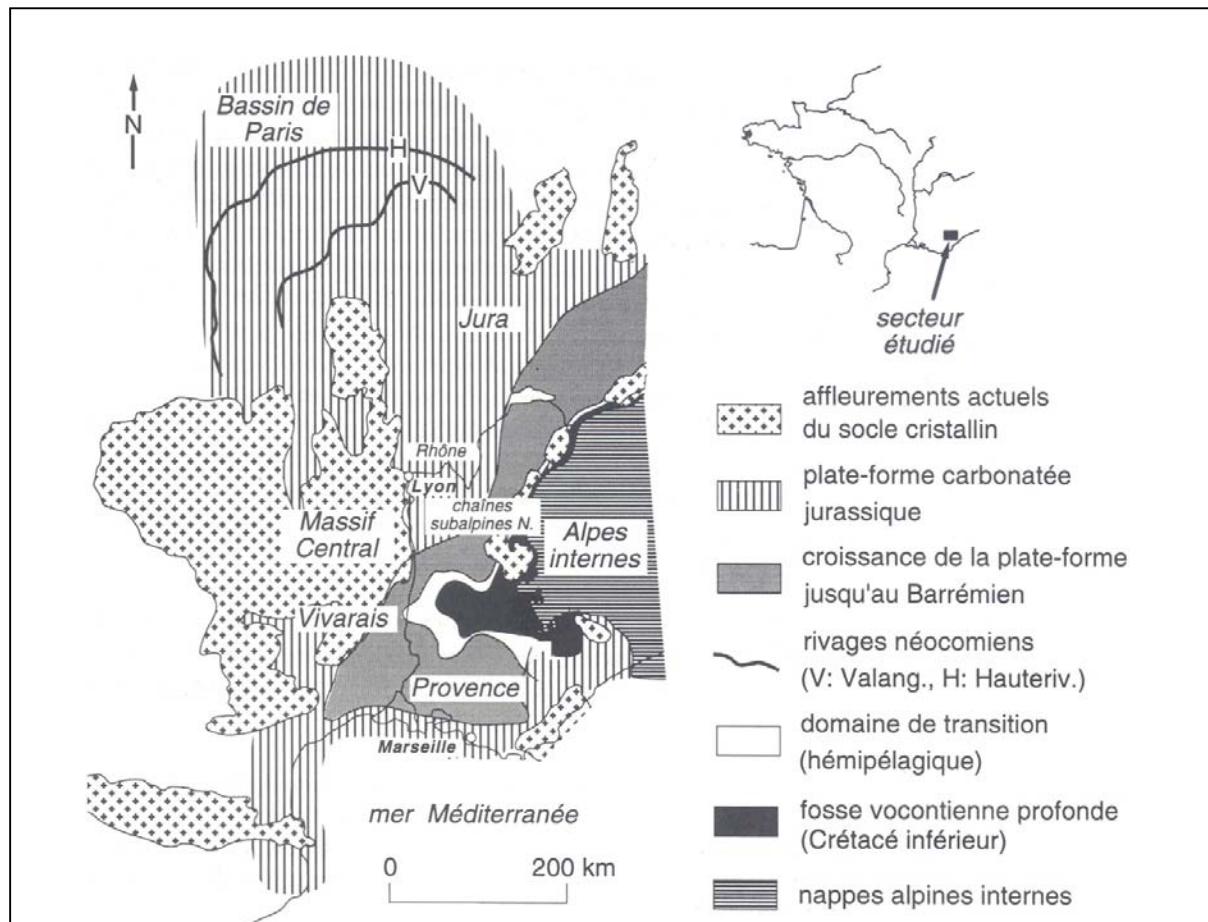 N
Bassin de
Paris
H
V
Jura
Rhône
Lyon
chaînes
subalpines N.
Massif
Central
Alpes
internes
Vivarais
Provence
Marseille
mer Méditerranée
0 200 km
secteur
étudié
affleurements actuels
du socle cristallin
plate-forme carbonatée
jurassique
croissance de la plate-forme
jusqu'au Barrémien
rivages néocomiens
(V: Valang., H: Hauteriv.)
domaine de transition
(hémipélagique)
fosse vocontienne profonde
(Crétacé inférieur)
nappes alpines internes